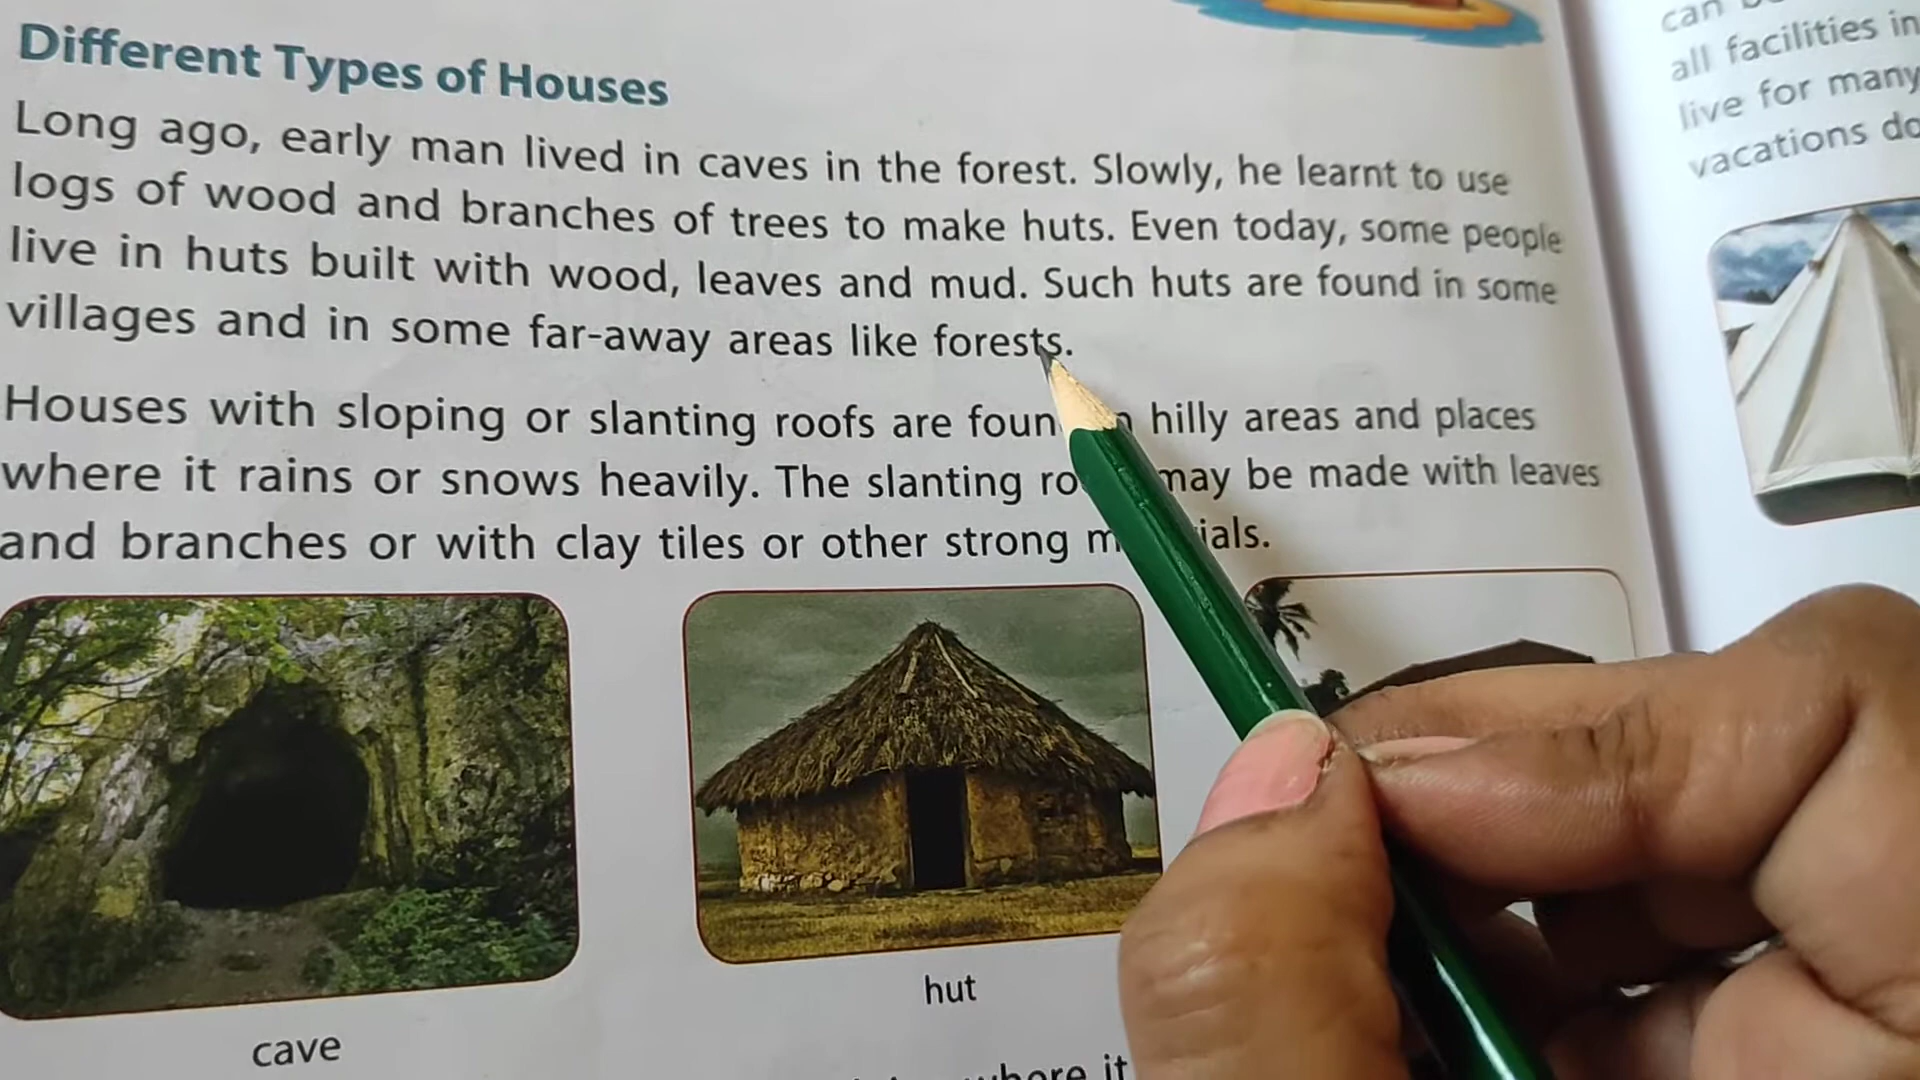 Different Types of Houses
Long ago, early man lived in caves in the forest. Slowly, he learnt to use
logs of wood and branches of trees to make huts. Even today, some people
live in huts built with wood, leaves and mud. Such huts are found in some
villages and in some far-away areas like forests.
Houses with sloping or slanting roofs are hilly areas and places
where it rains or snows heavily. The slanting may be made with leaves
and branches or with clay tiles or other strong
cave
hut
where it
can
all facilities in
live for many
vacations